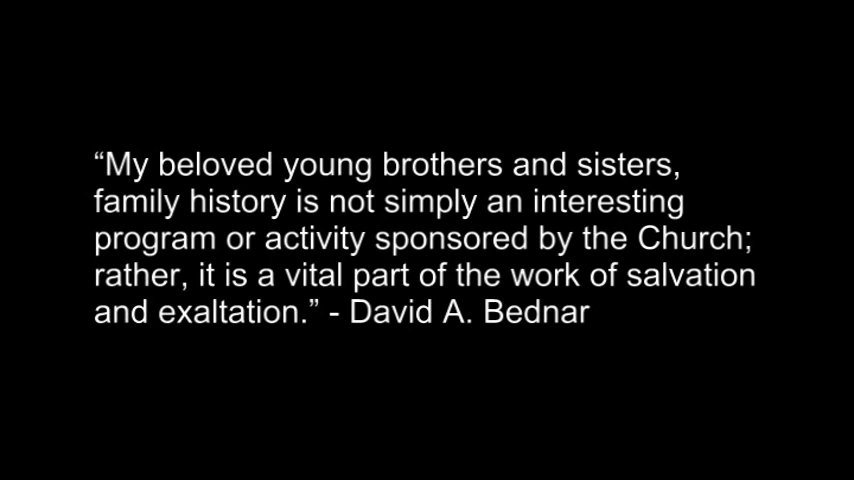 “My beloved young brothers and sisters,
family history is not simply an interesting
program or activity sponsored by the Church;
rather, it is a vital part of the work of salvation
and exaltation.” - David A. Bednar